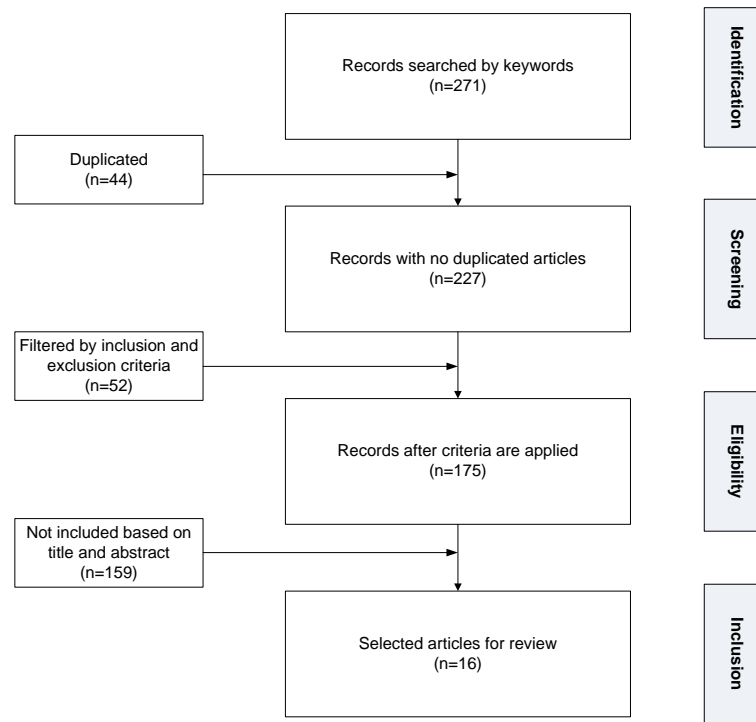 Records searched by keywords
(n=271)
Identification
Duplicated
(n=44)
Records with no duplicated articles
(n=227)
Screening
Filtered by inclusion and
exclusion criteria
(n=52)
Records after criteria are applied
(n=175)
Eligibility
Not included based on
title and abstract
(n=159)
Selected articles for review
(n=16)
Inclusion